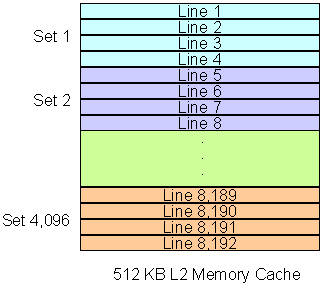 Line 1
Line 2
Set 1
Line 3
Line 4
Line 5
Line 6
Set 2
Line 7
Line 8
.
.
.
Line 8,189
Line 8,190
Set 4,096
Line 8,191
Line 8,192
512 KB L2 Memory Cache